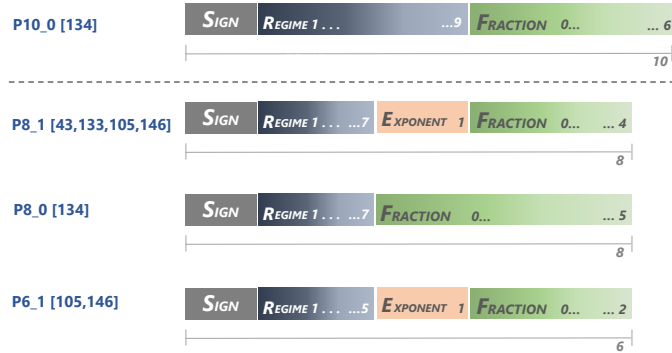 P10_0 [134] SIGN REGIME 1 . . . ...9 FRACTION 0... ... 6
10
P8_1 [43,133,105,146] SIGN REGIME 1 . . . ...7 EXPONENT 1 FRACTION 0... ... 4
8
P8_0 [134] SIGN REGIME 1 . . . ...7 FRACTION 0... ... 5
8
P6_1 [105,146] SIGN REGIME 1 . . . ...5 EXPONENT 1 FRACTION 0... ... 2
6